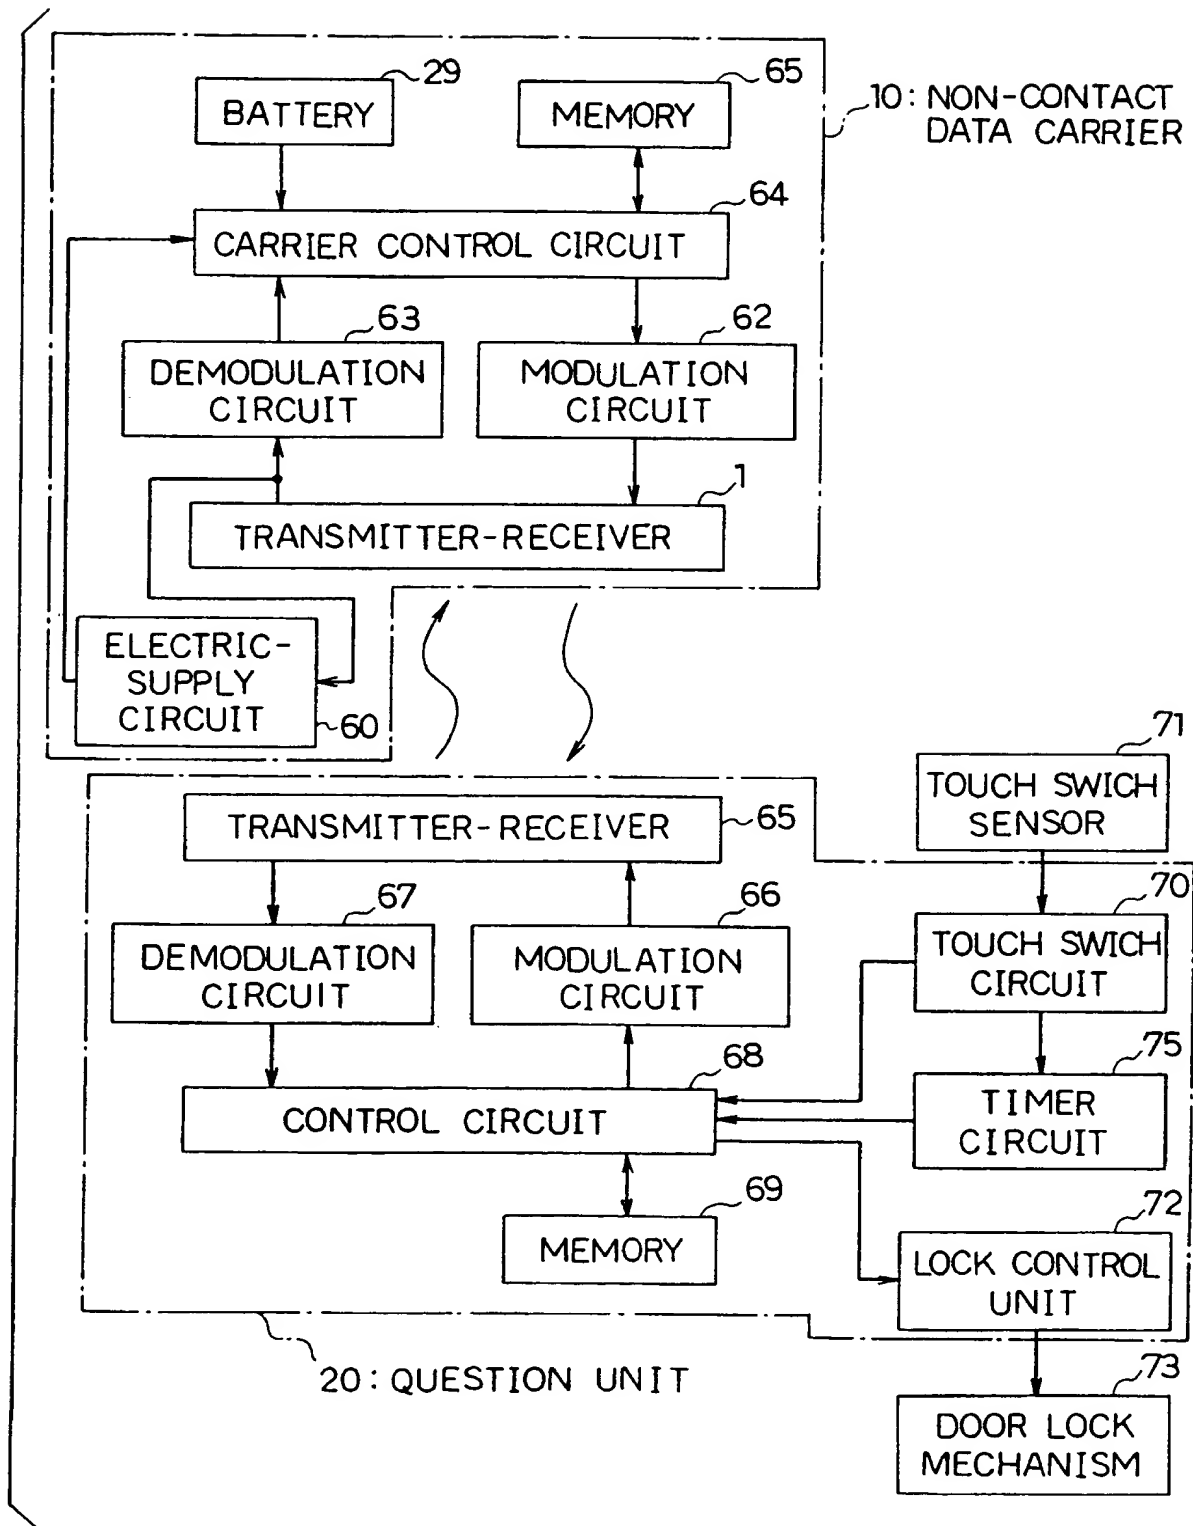 29
65
BATTERY
MEMORY
10: NON-CONTACT
DATA CARRIER
64
CARRIER CONTROL CIRCUIT
63
62
DEMODULATION
CIRCUIT
MODULATION
CIRCUIT
1
TRANSMITTER-RECEIVER
ELECTRIC-
SUPPLY
CIRCUIT
60
71
TOUCH SWICH
SENSOR
TRANSMITTER-RECEIVER
65
67
66
70
DEMODULATION
CIRCUIT
MODULATION
CIRCUIT
TOUCH SWICH
CIRCUIT
68
75
CONTROL CIRCUIT
TIMER
CIRCUIT
69
MEMORY
72
LOCK CONTROL
UNIT
20: QUESTION UNIT
73
DOOR LOCK
MECHANISM